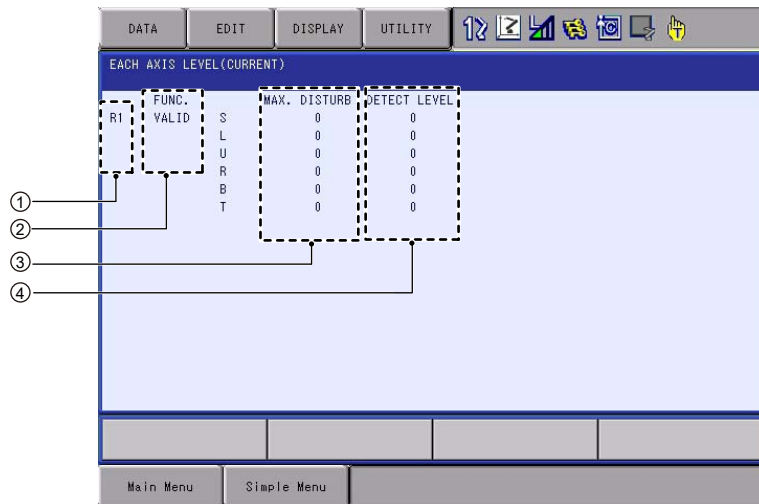 DATA EDIT DISPLAY UTILITY
EACH AXIS LEVEL(CURRENT)
FUNC. MAX. DISTURB DETECT LEVEL
R1 VALID S 0 0
L 0 0
U 0 0
R 0 0
B 0 0
T 0 0
①
②
③
④
Main Menu Simple Menu